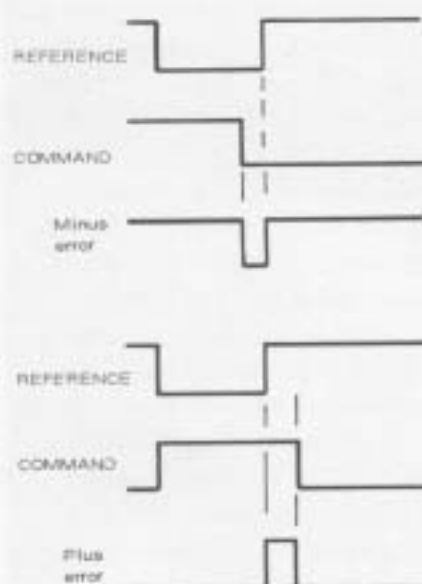 REFERENCE
COMMAND
Minus
error
REFERENCE
COMMAND
Plus
error